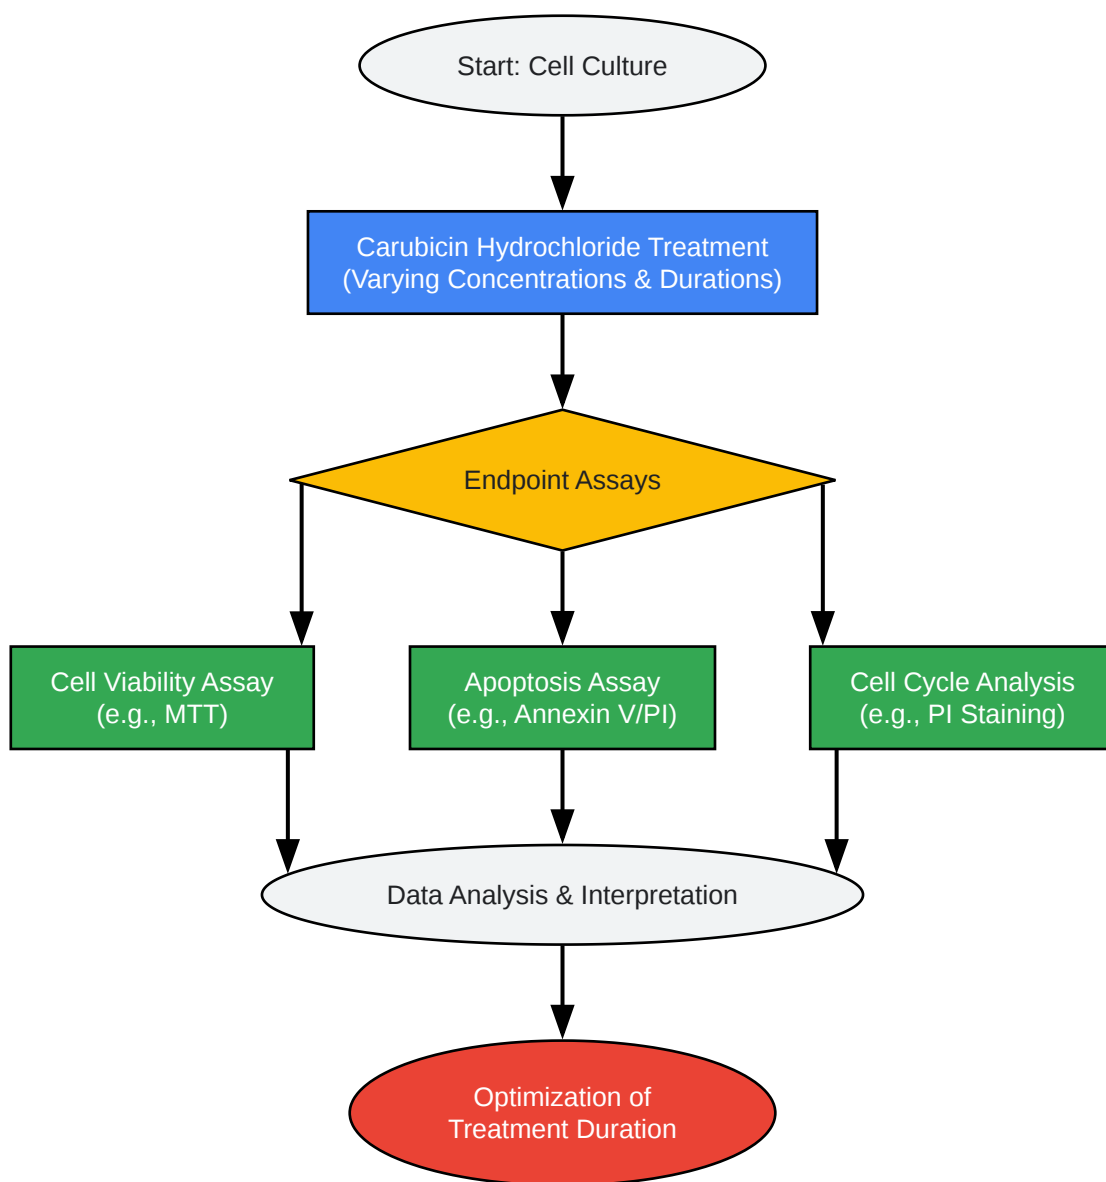 Start: Cell Culture
Carubicin Hydrochloride Treatment
(Varying Concentrations & Durations)
Endpoint Assays
Cell Viability Assay
(e.g., MTT)
Apoptosis Assay
(e.g., Annexin V/PI)
Cell Cycle Analysis
(e.g., PI Staining)
Data Analysis & Interpretation
Optimization of
Treatment Duration